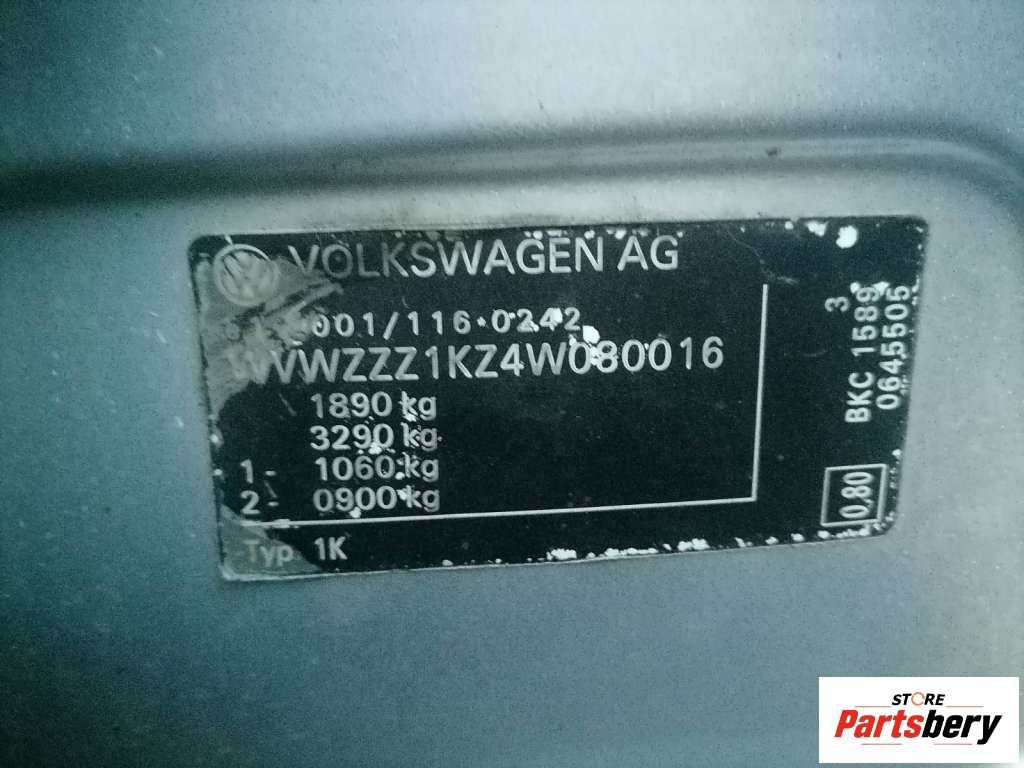 VOLKSWAGEN AG
001/116*0242
WVWZZZ1KZ4W080016
1890 kg
3290 kg
1- 1060 kg
2- 0900 kg
Typ 1K
3
BKC 1589
0645505
0,80
STORE
Partsbery